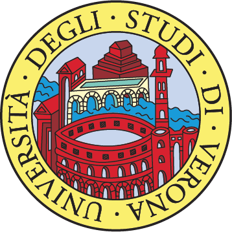 UNIVERSITÀ · DEGLI · STUDI · DI · VERONA ·